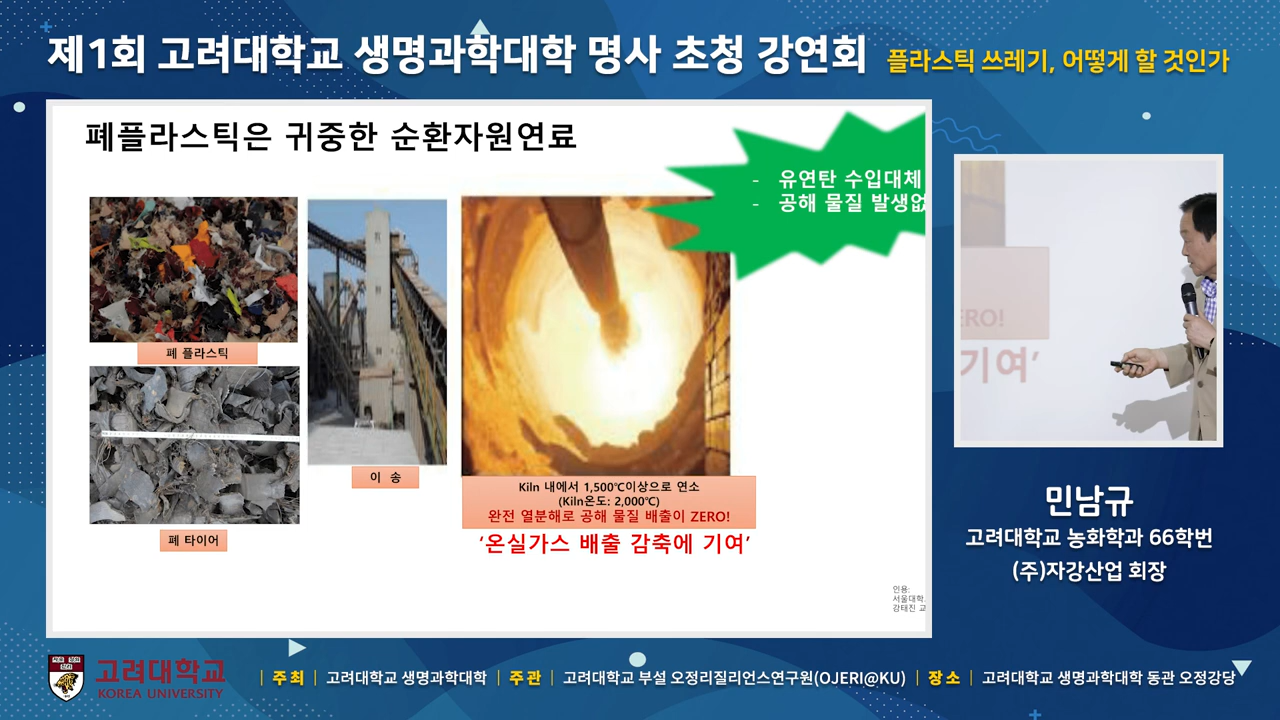 제1회 고려대학교 생명과학대학 명사 초청 강연회 플라스틱 쓰레기, 어떻게 할 것인가
폐플라스틱은 귀중한 순환자원연료
- 유연탄 수입대체
- 공해 물질 발생없
폐 플라스틱
폐 타이어
이 송
Kiln 내에서 1,500℃이상으로 연소
(Kiln온도: 2,000℃)
완전 열분해로 공해 물질 배출이 ZERO!
‘온실가스 배출 감축에 기여’
인용:
서울대학
강태진 교
ERO!
기여’
민남규
고려대학교 농화학과 66학번
(주)자강산업 회장
고려대학교
KOREA UNIVERSITY
| 주최 | 고려대학교 생명과학대학 | 주관 | 고려대학교 부설 오정리질리언스연구원(OJERI@KU) | 장소 | 고려대학교 생명과학대학 동관 오정강당